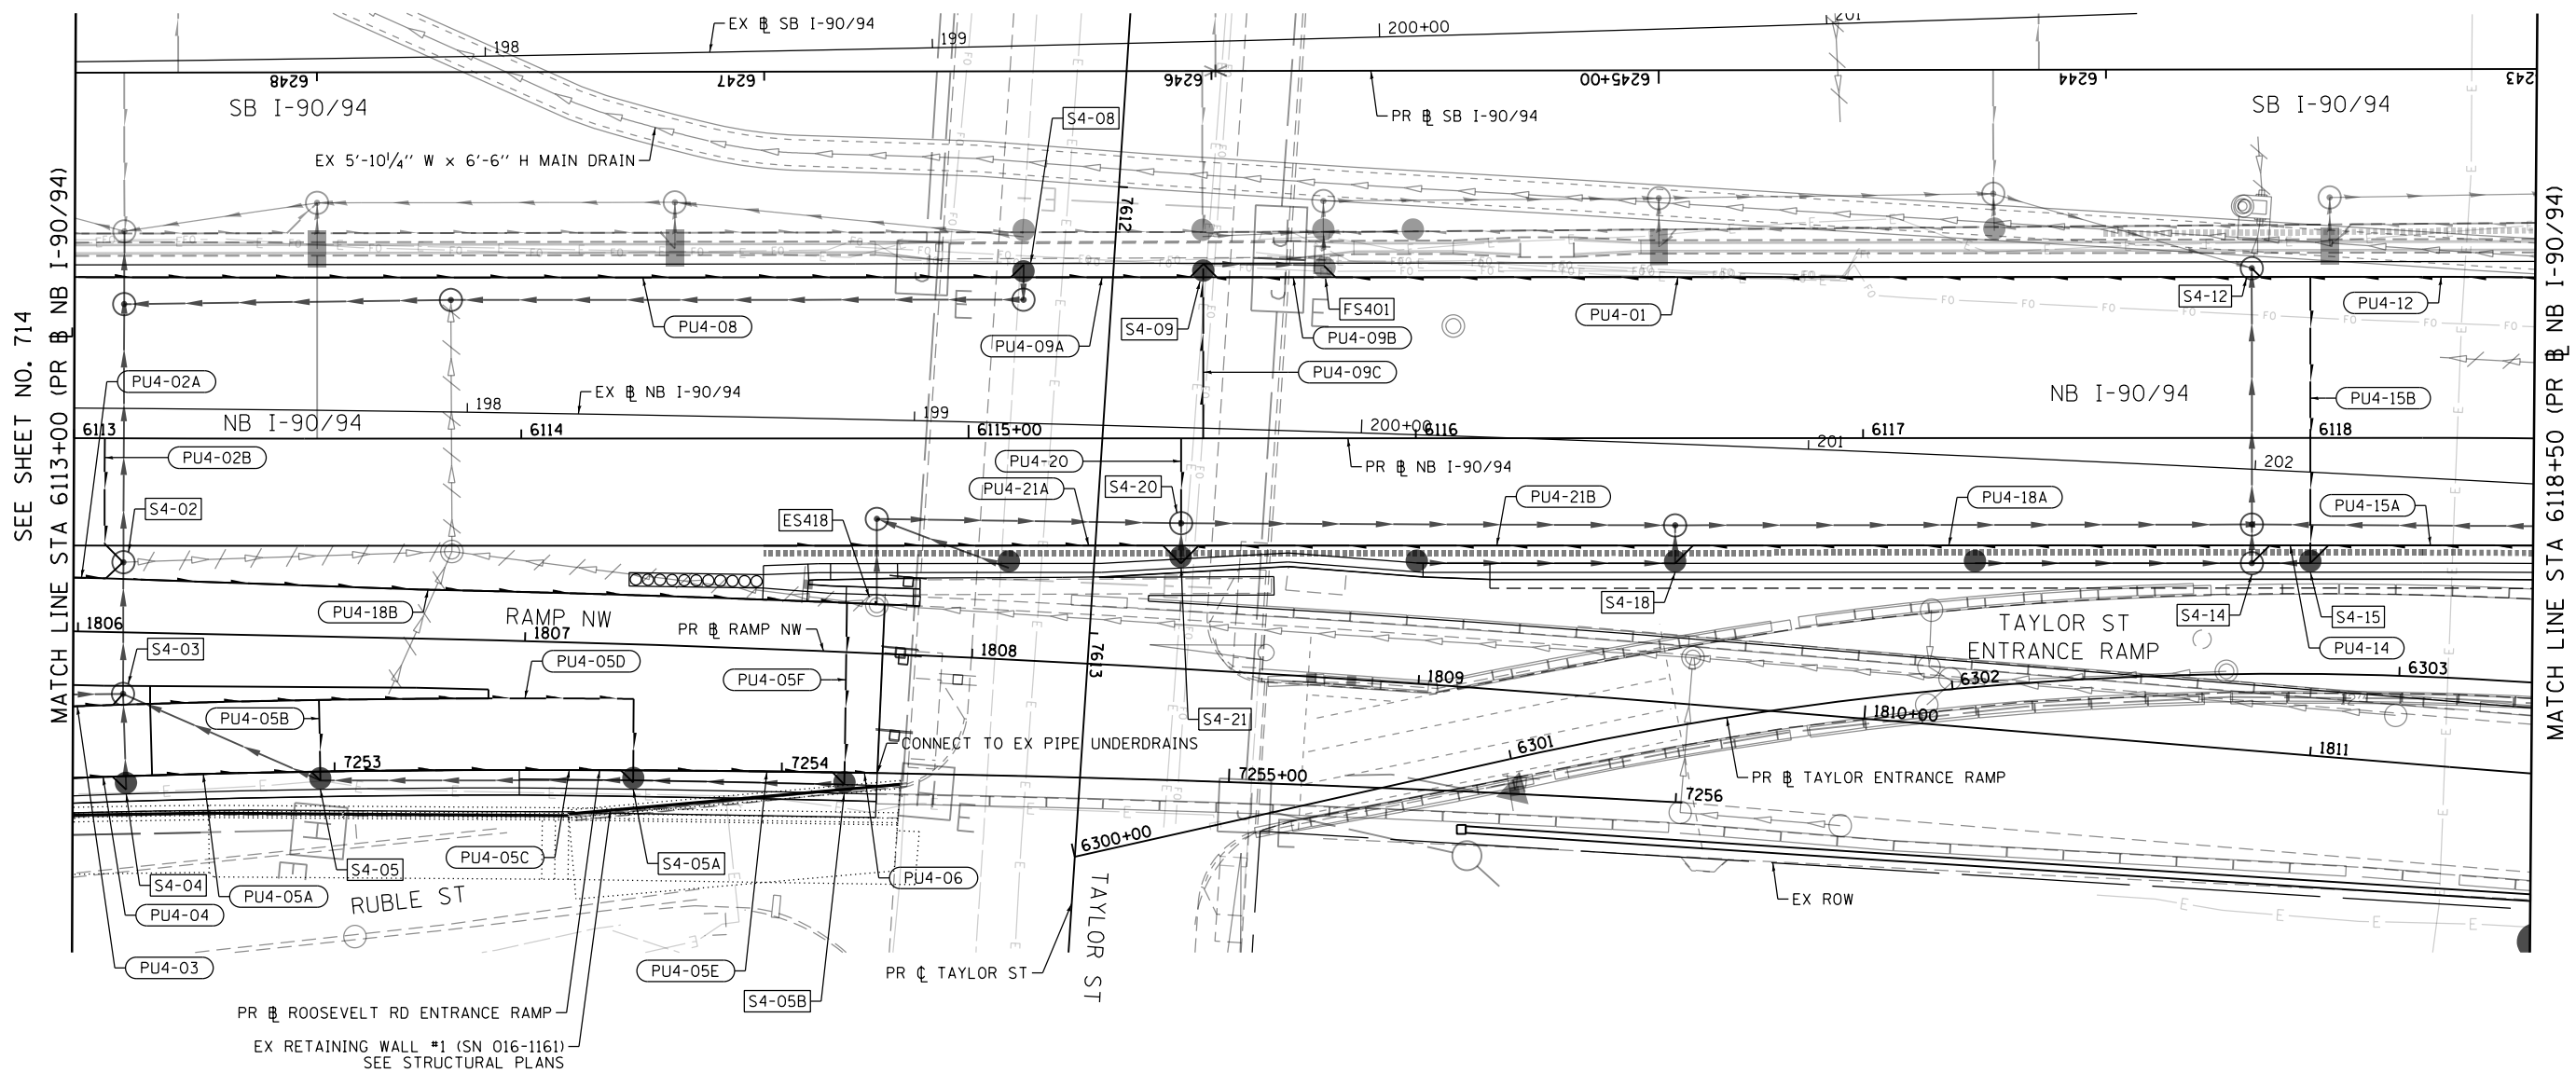 EX ℄ SB I-90/94
198
199
200+00
201
6248
6247
6246
6245+00
6244
243
SB I-90/94
SB I-90/94
S4-08
PR ℄ SB I-90/94
EX 5'-10 1/4'' W x 6'-6'' H MAIN DRAIN
7612
S4-12
PU4-12
FS401
PU4-01
PU4-08
S4-09
PU4-09A
PU4-09B
PU4-09C
PU4-02A
EX ℄ NB I-90/94
NB I-90/94
PU4-15B
198
199
200+00
201
202
NB I-90/94
6113
6114
6115+00
6116
6117
6118
PU4-02B
PU4-20
PR ℄ NB I-90/94
PU4-21A
S4-20
PU4-21B
PU4-18A
PU4-15A
S4-02
ES418
PU4-18B
RAMP NW
S4-18
S4-14
S4-15
1806
1807
PR ℄ RAMP NW
1808
7613
TAYLOR ST
ENTRANCE RAMP
PU4-14
S4-03
PU4-05D
PU4-05F
1809
6302
6303
PU4-05B
S4-21
1810+00
1811
CONNECT TO EX PIPE UNDERDRAINS
6301
7253
7254
7255+00
7256
PR ℄ TAYLOR ENTRANCE RAMP
6300+00
PU4-05C
S4-05
S4-05A
PU4-06
S4-04
PU4-05A
RUBLE ST
PU4-04
EX ROW
PU4-03
PU4-05E
PR ℄ TAYLOR ST
TAYLOR ST
S4-05B
PR ℄ ROOSEVELT RD ENTRANCE RAMP
EX RETAINING WALL #1 (SN 016-1161)
SEE STRUCTURAL PLANS
SEE SHEET NO. 714
MATCH LINE STA 6113+00 (PR ℄ NB I-90/94)
MATCH LINE STA 6118+50 (PR ℄ NB I-90/94)